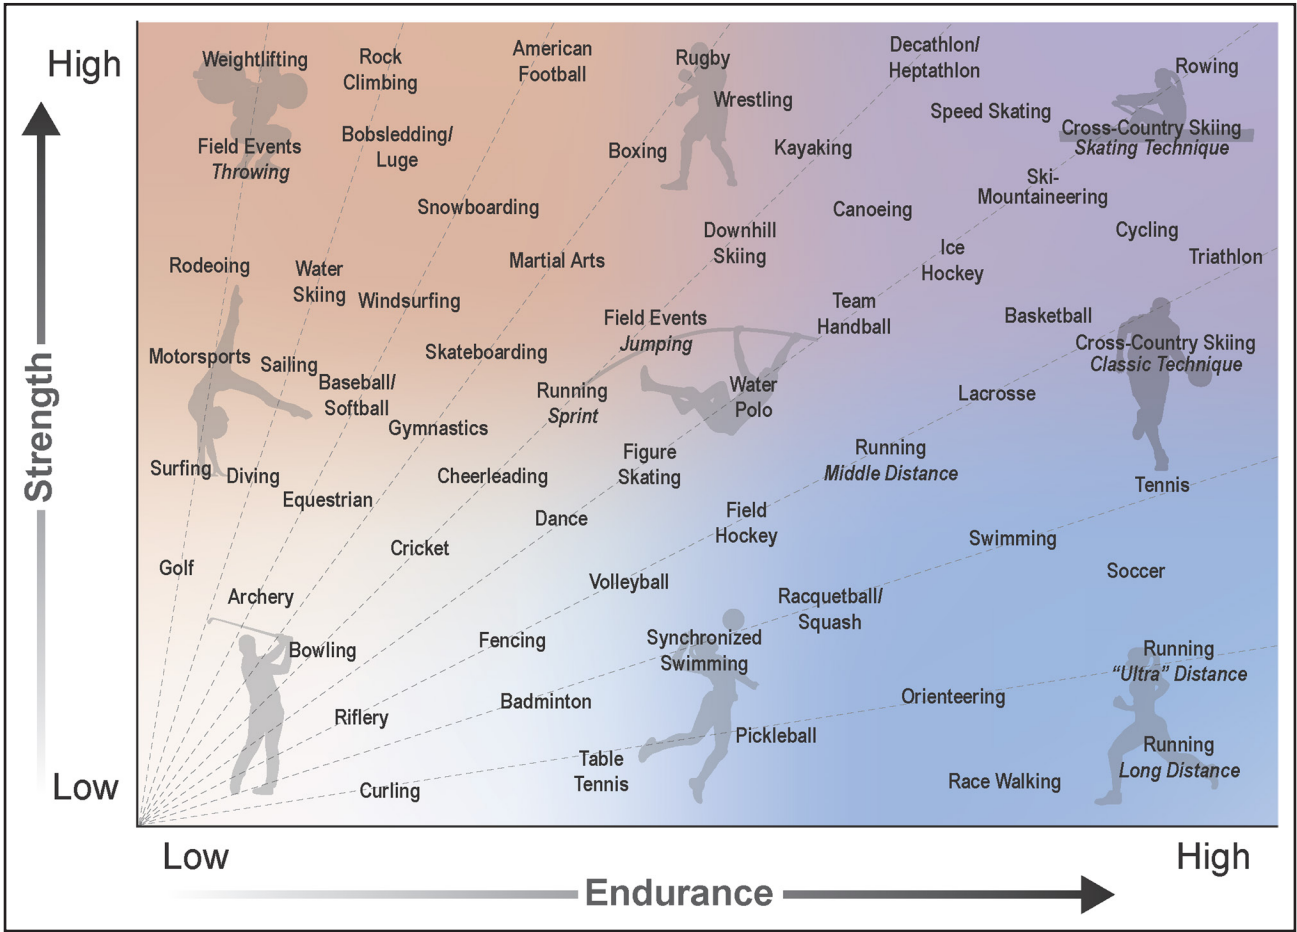 High
Strength
Low
Weightlifting
Rock
Climbing
American
Football
Rugby
Decathlon/
Heptathlon
Rowing
Wrestling
Speed Skating
Cross-Country Skiing
Skating Technique
Field Events
Throwing
Bobsledding/
Luge
Boxing
Kayaking
Ski-
Mountaineering
Snowboarding
Canoeing
Downhill
Skiing
Cycling
Triathlon
Rodeoing
Water
Skiing
Windsurfing
Martial Arts
Ice
Hockey
Field Events
Jumping
Team
Handball
Basketball
Cross-Country Skiing
Classic Technique
Motorsports
Sailing
Baseball/
Softball
Skateboarding
Running
Sprint
Water
Polo
Lacrosse
Gymnastics
Figure
Skating
Running
Middle Distance
Surfing
Diving
Equestrian
Cheerleading
Tennis
Dance
Field
Hockey
Swimming
Cricket
Golf
Archery
Volleyball
Racquetball/
Squash
Soccer
Bowling
Fencing
Synchronized
Swimming
Running
“Ultra” Distance
Riflery
Badminton
Orienteering
Pickleball
Running
Long Distance
Curling
Table
Tennis
Race Walking
Low
High
Endurance